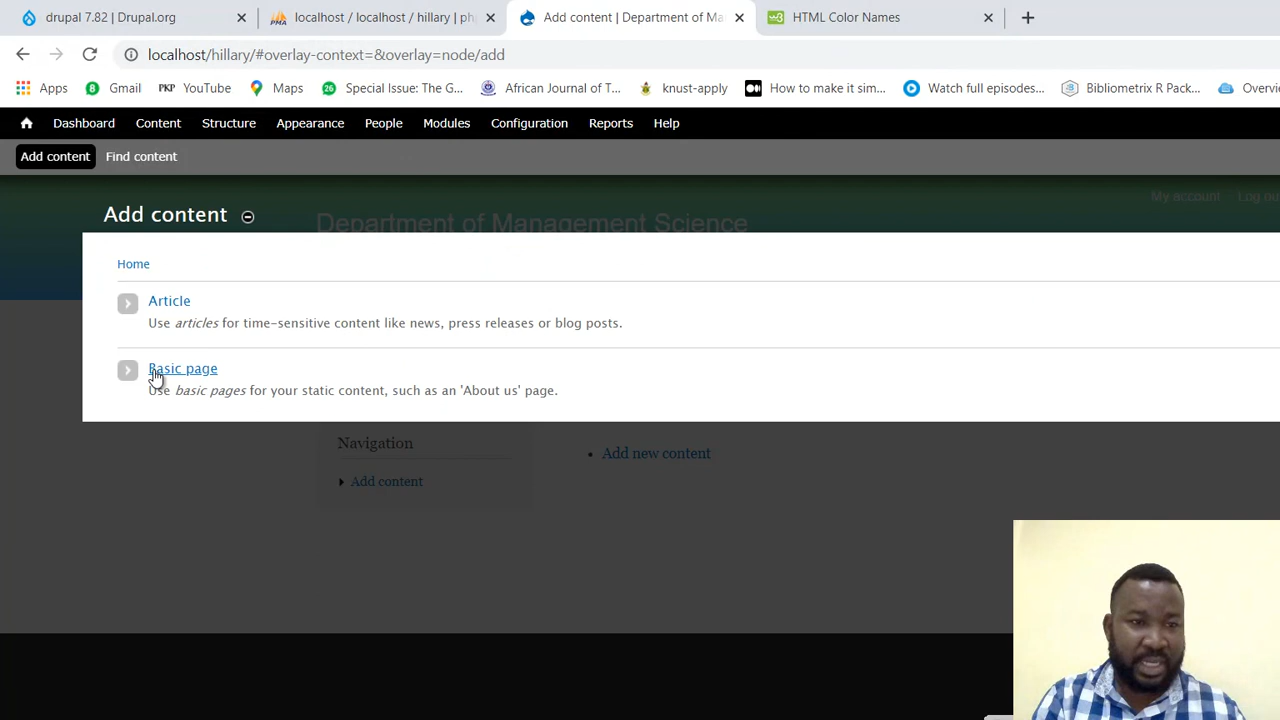 drupal 7.82 | Drupal.org
localhost / localhost / hillary | ph
Add content | Department of Ma
HTML Color Names
localhost/hillary/#overlay-context=&overlay=node/add
Apps
Gmail
YouTube
Maps
Special Issue: The G...
African Journal of T...
knust-apply
How to make it sim...
Watch full episodes...
Bibliometrix R Pack...
Overvie
Dashboard
Content
Structure
Appearance
People
Modules
Configuration
Reports
Help
Add content
Find content
My account
Log ou
Add content
Department of Management Science
Home
Article
Use articles for time-sensitive content like news, press releases or blog posts.
Basic page
Use basic pages for your static content, such as an 'About us' page.
Navigation
Add new content
Add content